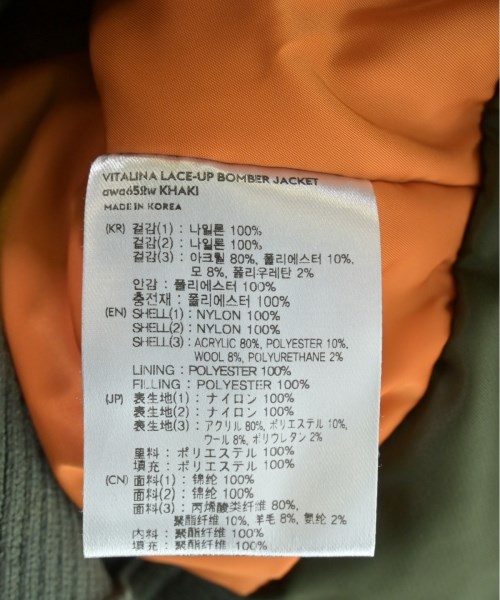 VITALINA LACE-UP BOMBER JACKET
awa658w KHAKI
MADE IN KOREA
(KR) 겉감(1) : 나일론 100%
겉감(2) : 나일론 100%
겉감(3) : 아크릴 80%, 폴리에스터 10%,
모 8%, 폴리우레탄 2%
안감 : 폴리에스터 100%
충전재 : 폴리에스터 100%
(EN) SHELL(1) : NYLON 100%
SHELL(2) : NYLON 100%
SHELL(3) : ACRYLIC 80%, POLYESTER 10%,
WOOL 8%, POLYURETHANE 2%
LINING : POLYESTER 100%
FILLING : POLYESTER 100%
(JP) 表生地(1) : ナイロン 100%
表生地(2) : ナイロン 100%
表生地(3) : アクリル 80%, ポリエステル 10%,
ウール 8%, ポリウレタン 2%
里料 : ポリエステル 100%
填充 : ポリエステル 100%
(CN) 面料(1) : 锦纶 100%
面料(2) : 锦纶 100%
面料(3) : 丙烯酸类纤维 80%,
聚酯纤维 10%, 羊毛 8%, 氨纶 2%
内料 : 聚酯纤维 100%
填充 : 聚酯纤维 100%